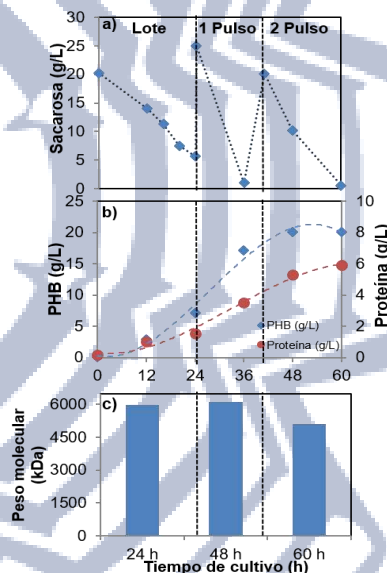 a) Lote 1 Pulso 2 Pulso
Sacarosa (g/L)
30
25
20
15
10
5
0
b)
PHB (g/L)
25
20
15
10
5
0
Proteína (g/L)
10
8
6
4
2
0
PHB (g/L)
Proteína (g/L)
0 12 24 36 48 60
c)
Peso molecular
(kDa)
6000
4500
3000
1500
0
24 h 48 h 60 h
Tiempo de cultivo (h)